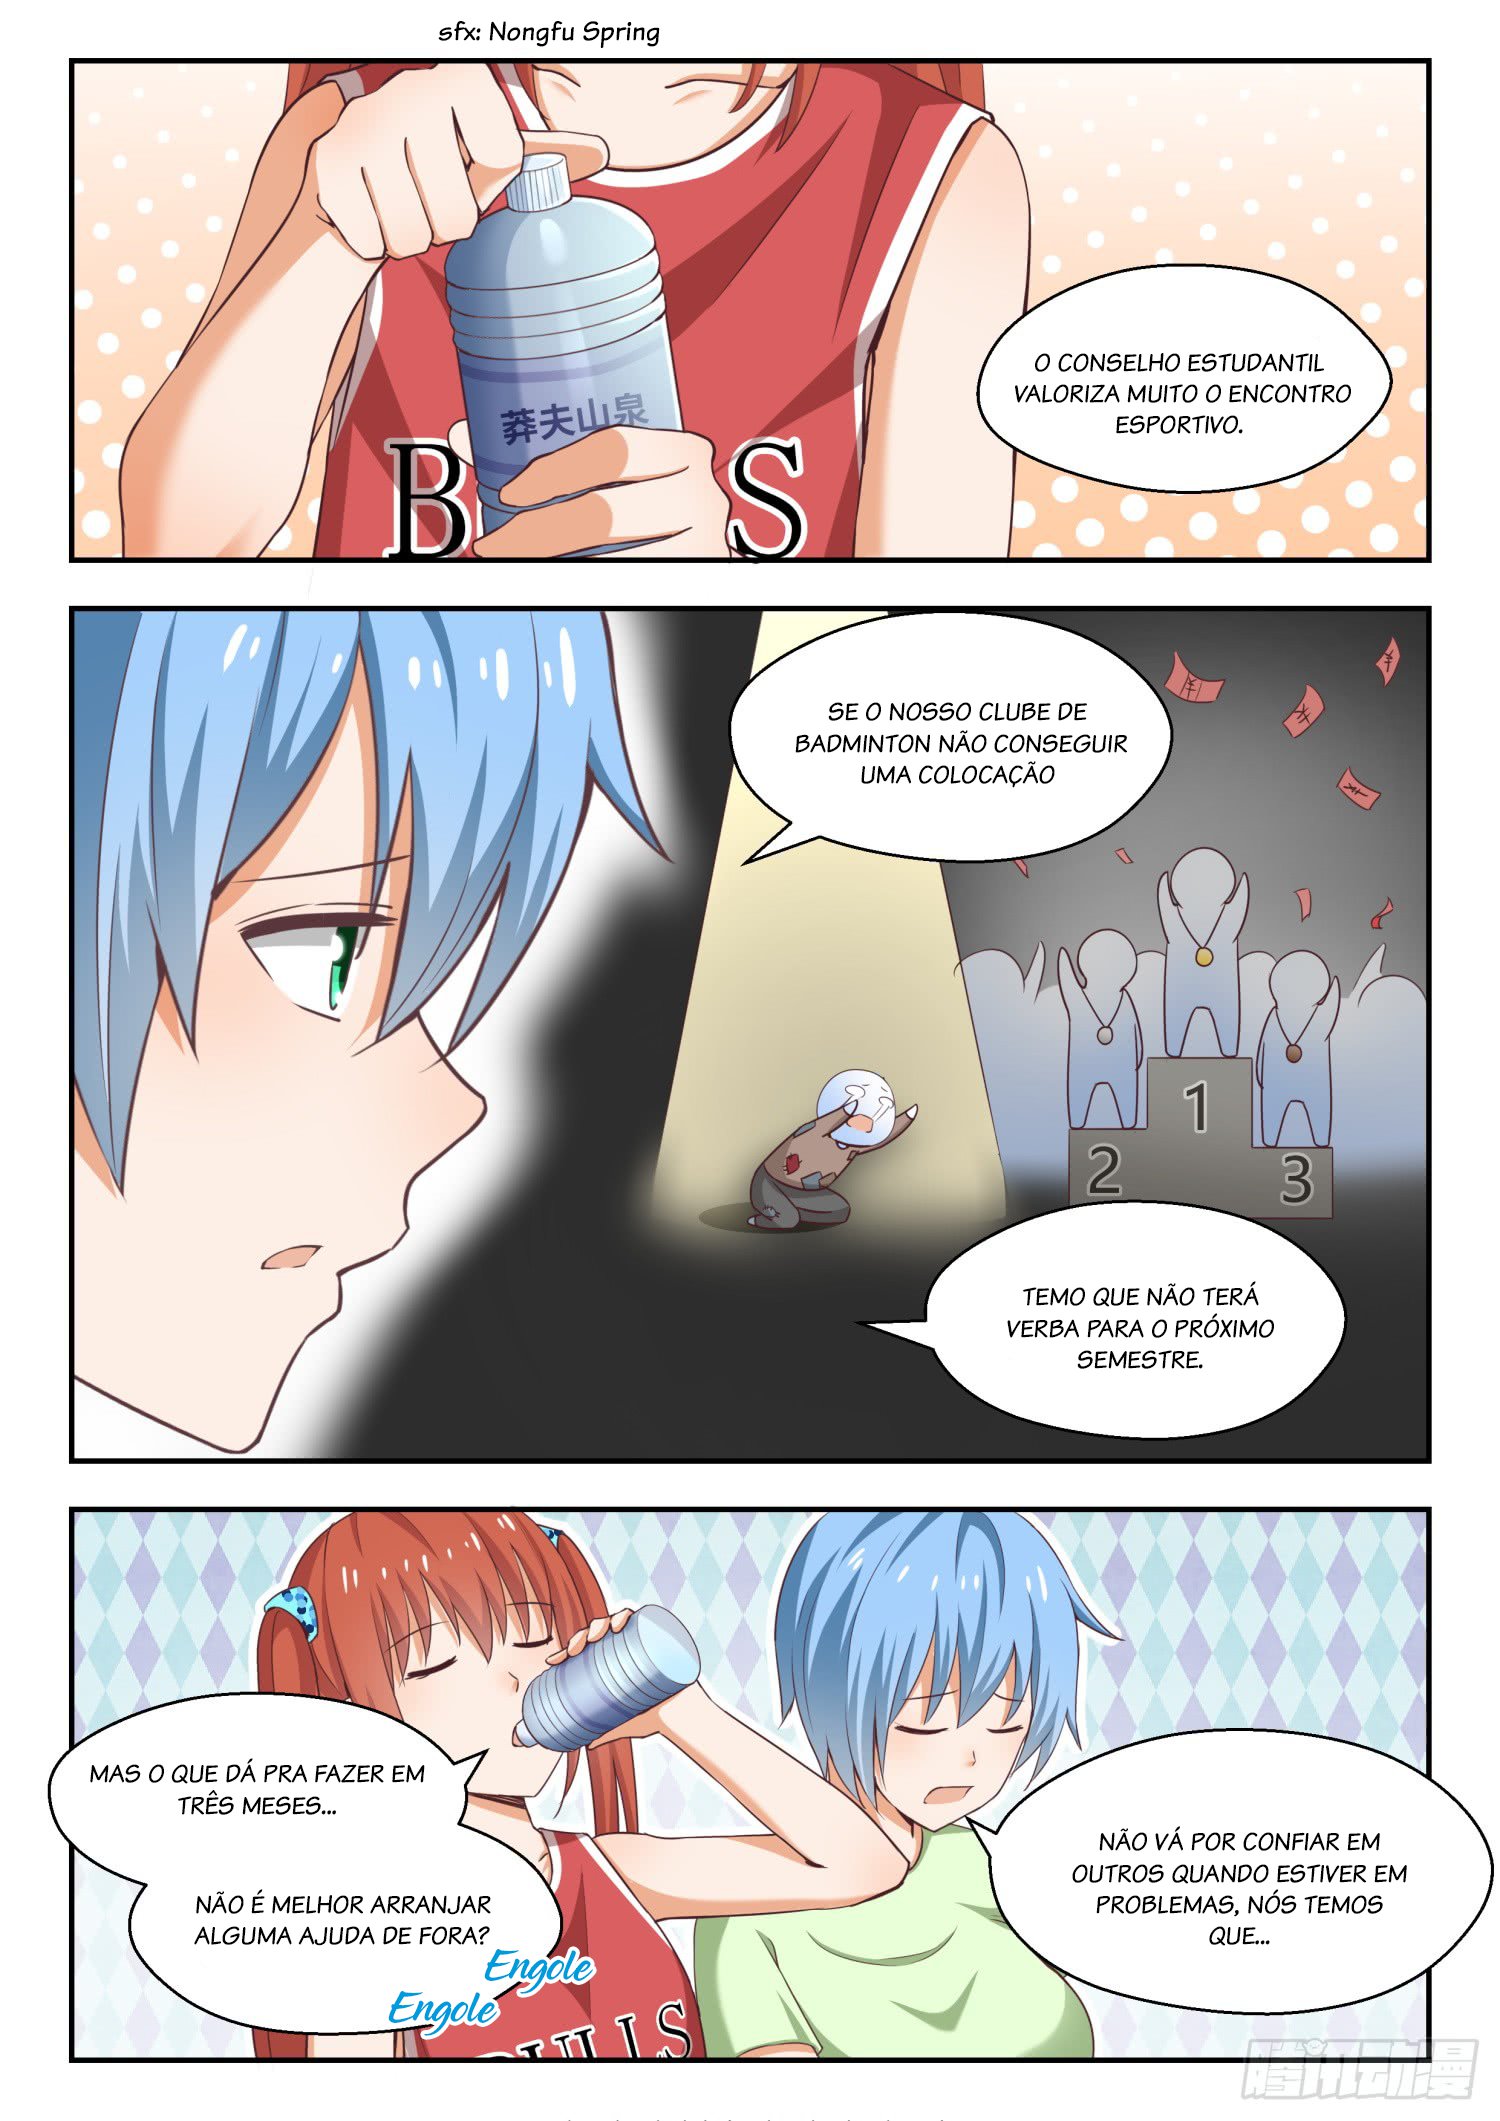 sfx: Nongfu Spring
莽夫山泉
B S
O CONSELHO ESTUDANTIL
VALORIZA MUITO O ENCONTRO
ESPORTIVO.
SE O NOSSO CLUBE DE
BADMINTON NÃO CONSEGUIR
UMA COLOCAÇÃO
1
2
3
TEMO QUE NÃO TERÁ
VERBA PARA O PRÓXIMO
SEMESTRE.
MAS O QUE DÁ PRA FAZER EM
TRÊS MESES...
NÃO É MELHOR ARRANJAR
ALGUMA AJUDA DE FORA?
Engole
Engole
NÃO VÁ POR CONFIAR EM
OUTROS QUANDO ESTIVER EM
PROBLEMAS, NÓS TEMOS
QUE...
BULLS
腾讯动漫